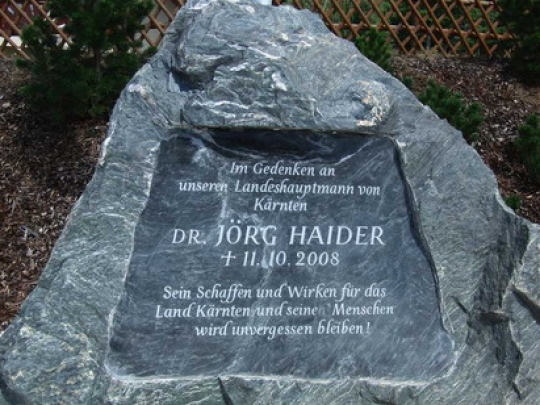 Im Gedenken an
unseren Landeshauptmann von
Kärnten
DR. JÖRG HAIDER
† 11.10.2008
Sein Schaffen und Wirken für das
Land Kärnten und seine Menschen
wird unvergessen bleiben!